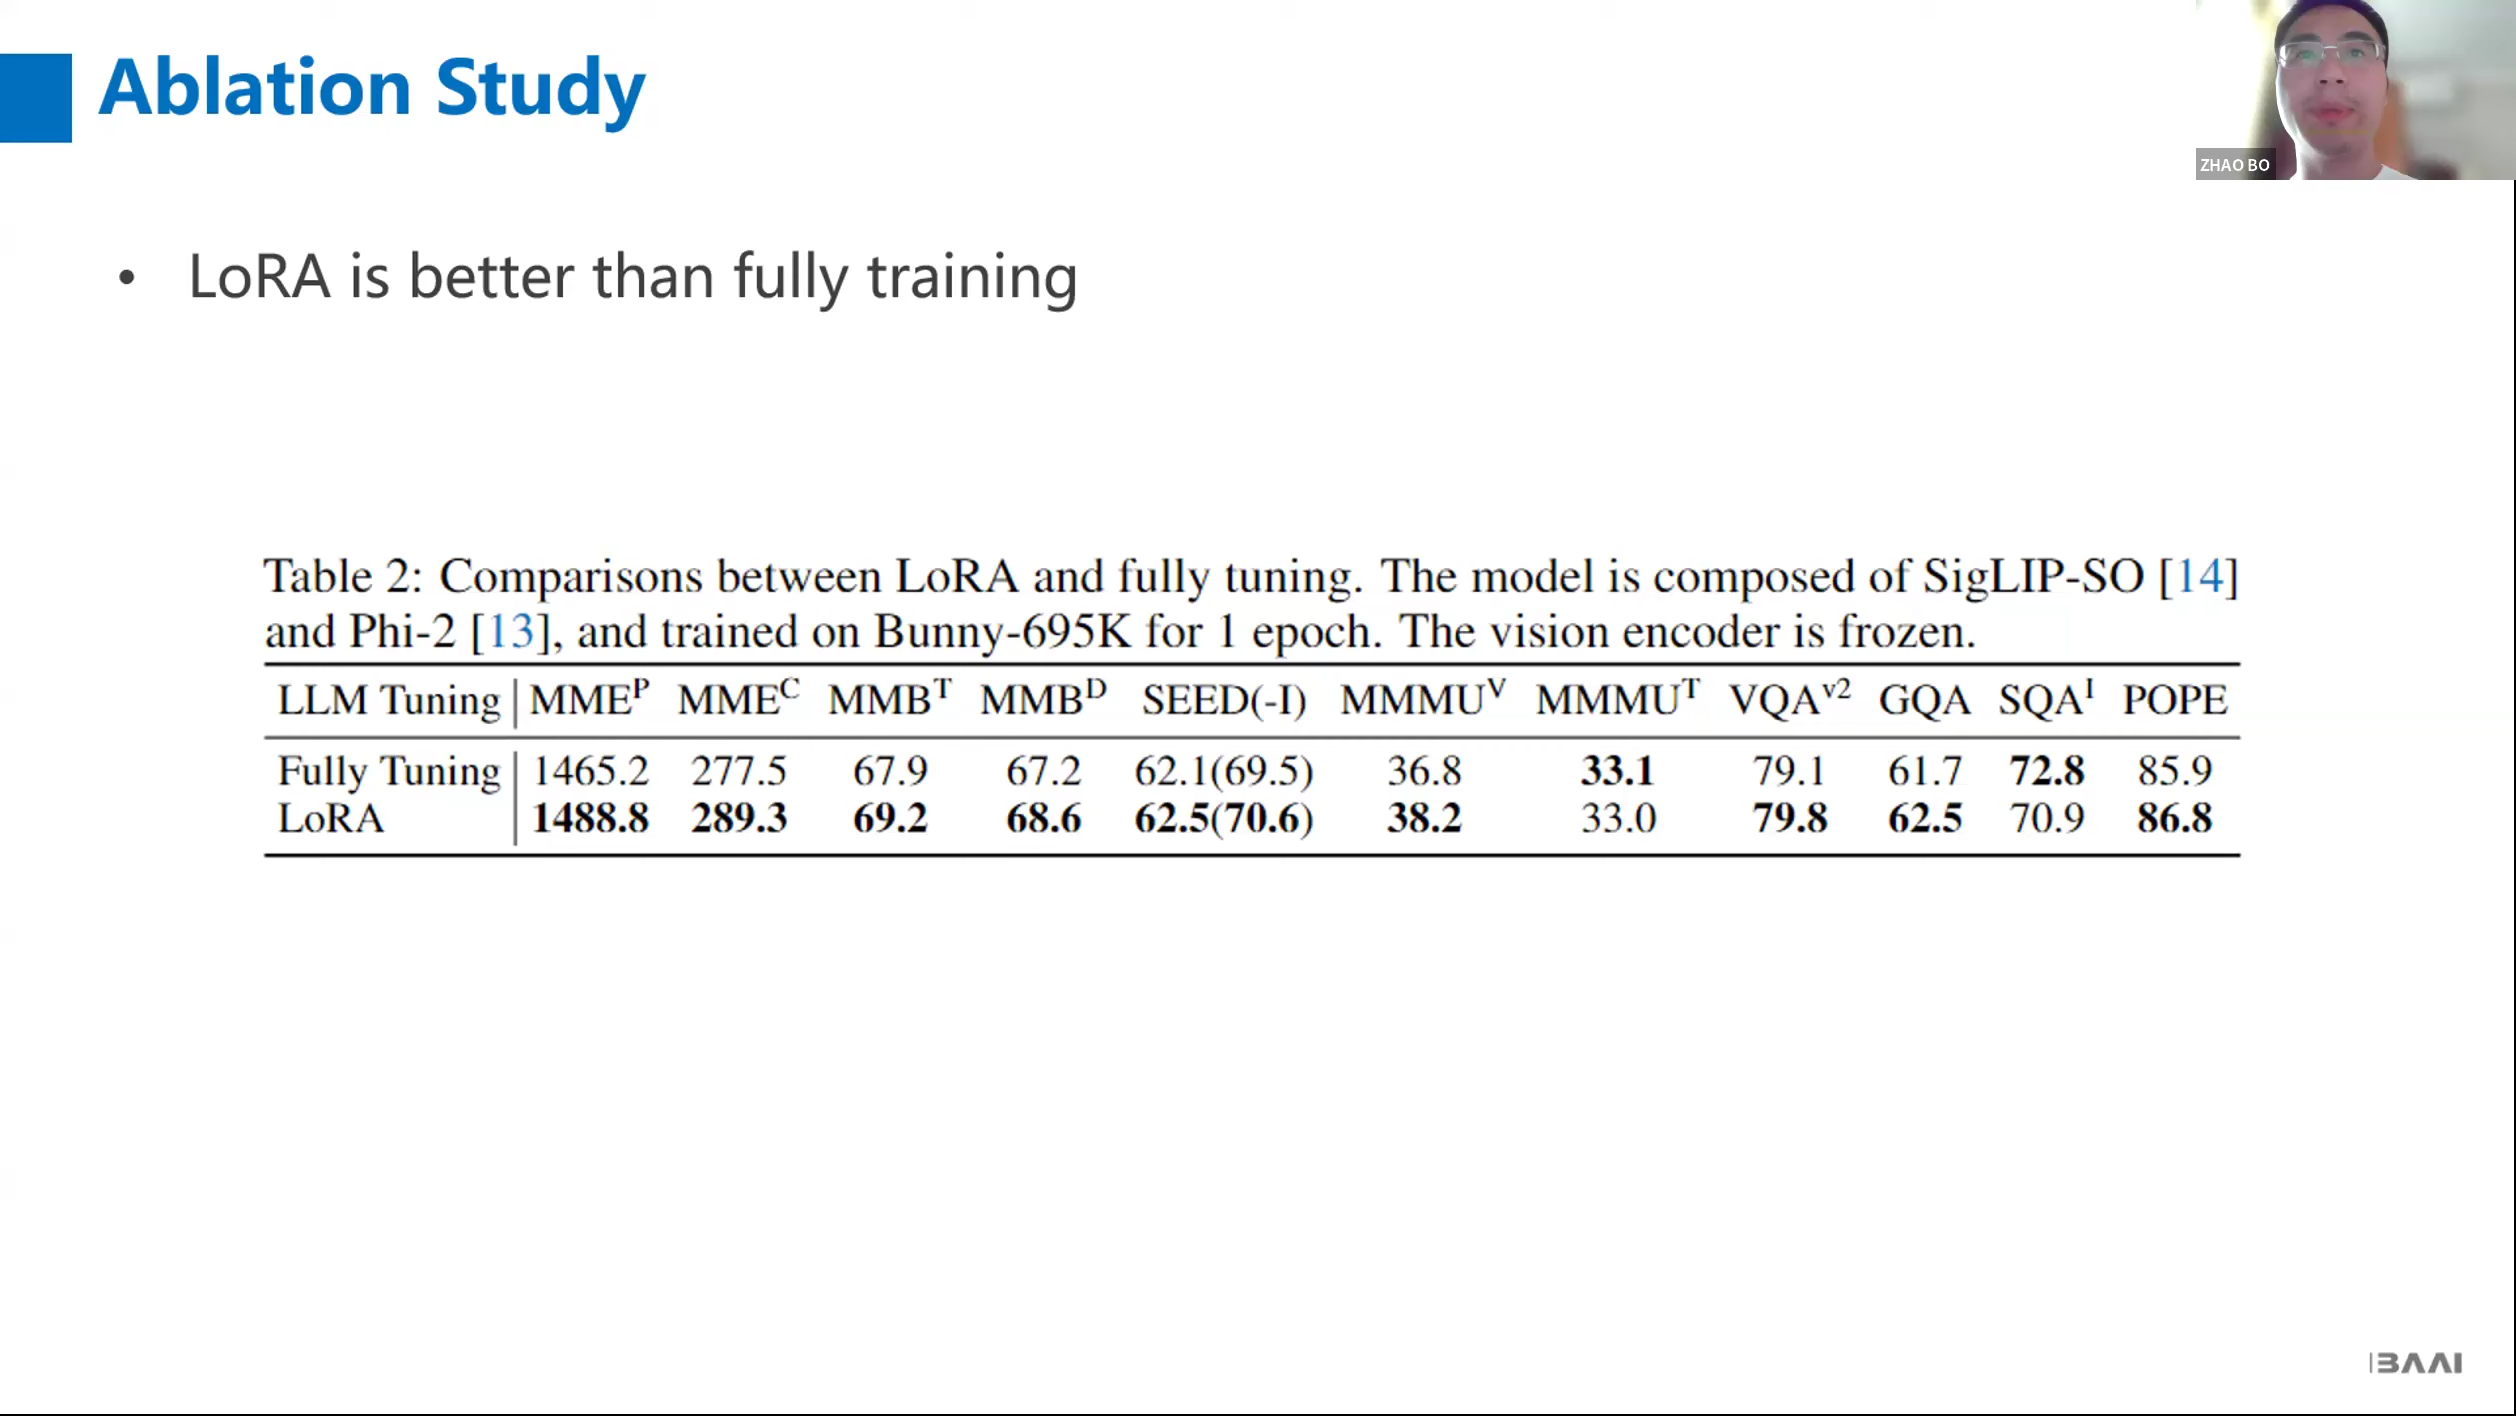 Ablation Study
ZHAO BO
• LoRA is better than fully training
Table 2: Comparisons between LoRA and fully tuning. The model is composed of SigLIP-SO [14]
and Phi-2 [13], and trained on Bunny-695K for 1 epoch. The vision encoder is frozen.
LLM Tuning | MME^P MME^C MMB^T MMB^D SEED(-I) MMMU^V MMMU^T VQA^v2 GQA SQA^I POPE
Fully Tuning | 1465.2 277.5 67.9 67.2 62.1(69.5) 36.8 33.1 79.1 61.7 72.8 85.9
LoRA | 1488.8 289.3 69.2 68.6 62.5(70.6) 38.2 33.0 79.8 62.5 70.9 86.8
BAAI